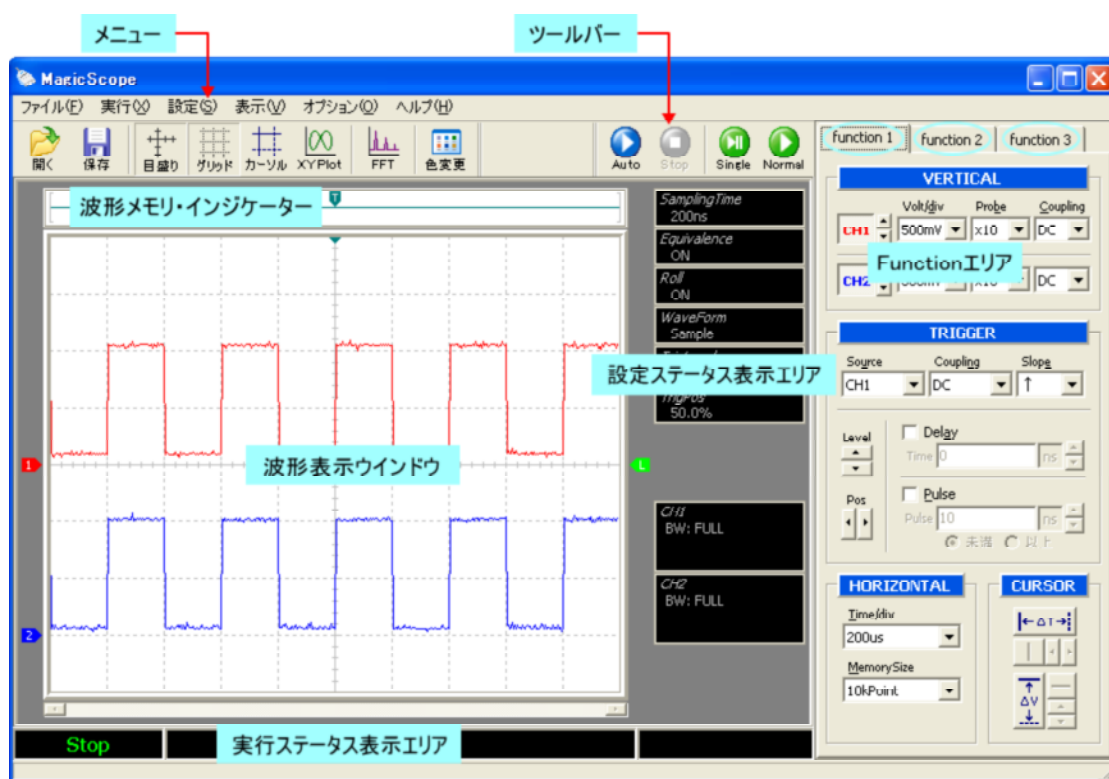 メニュー
ツールバー
MagicScope
ファイル(F) 実行(X) 設定(S) 表示(V) オプション(O) ヘルプ(H)
開く 保存 目盛り グリッド カーソル XYPlot FFT 色変更 Auto Stop Single Normal
function 1 function 2 function 3
波形メモリ・インジケーター
T
SamplingTime
200ns
Equivalence
ON
Roll
ON
WaveForm
Sample
設定ステータス表示エリア
TrigPos
50.0%
波形表示ウインドウ
1
L
2
CH1
BW: FULL
CH2
BW: FULL
VERTICAL
Volt/div Probe Coupling
CH1 500mV x10 DC
Functionエリア
CH2 500mV x10 DC
TRIGGER
Source Coupling Slope
CH1 DC ↑
Level
Delay
Time 0 ns
Pos
Pulse
Pulse 10 ns
未満 以上
HORIZONTAL
Time/div
200us
MemorySize
10kPoint
CURSOR
ΔT
ΔV
Stop
実行ステータス表示エリア